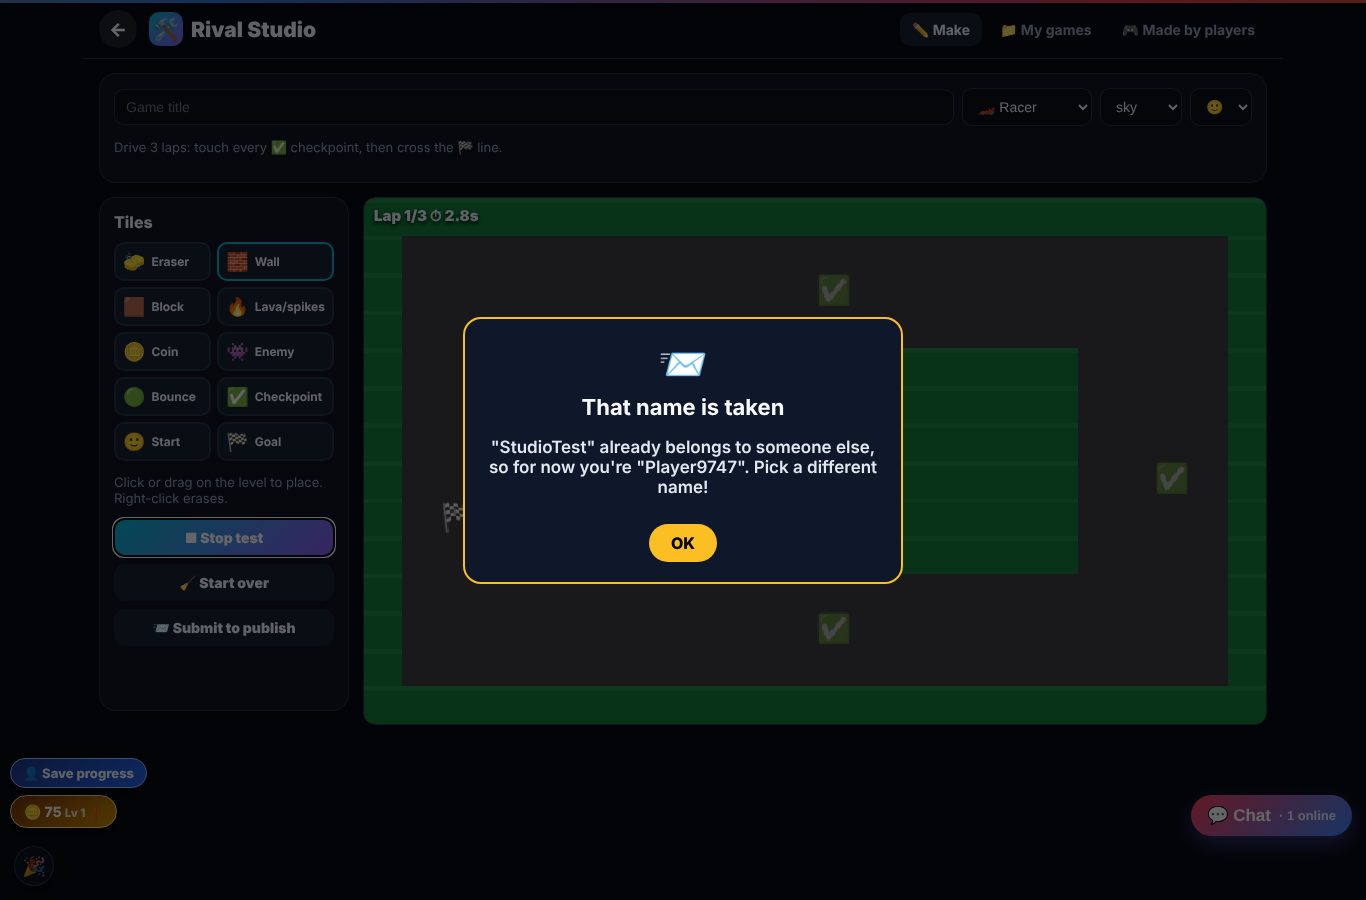 Rival Studio
Make
My games
Made by players
Game title
Racer
sky
Drive 3 laps: touch every ✅ checkpoint, then cross the 🏁 line.
Tiles
Eraser
Wall
Block
Lava/spikes
Coin
Enemy
Bounce
Checkpoint
Start
Goal
Click or drag on the level to place.
Right-click erases.
Stop test
Start over
Submit to publish
Lap 1/3 ⏱ 2.8s
That name is taken
"StudioTest" already belongs to someone else,
so for now you're "Player9747". Pick a different
name!
OK
Save progress
75 Lv 1
Chat · 1 online